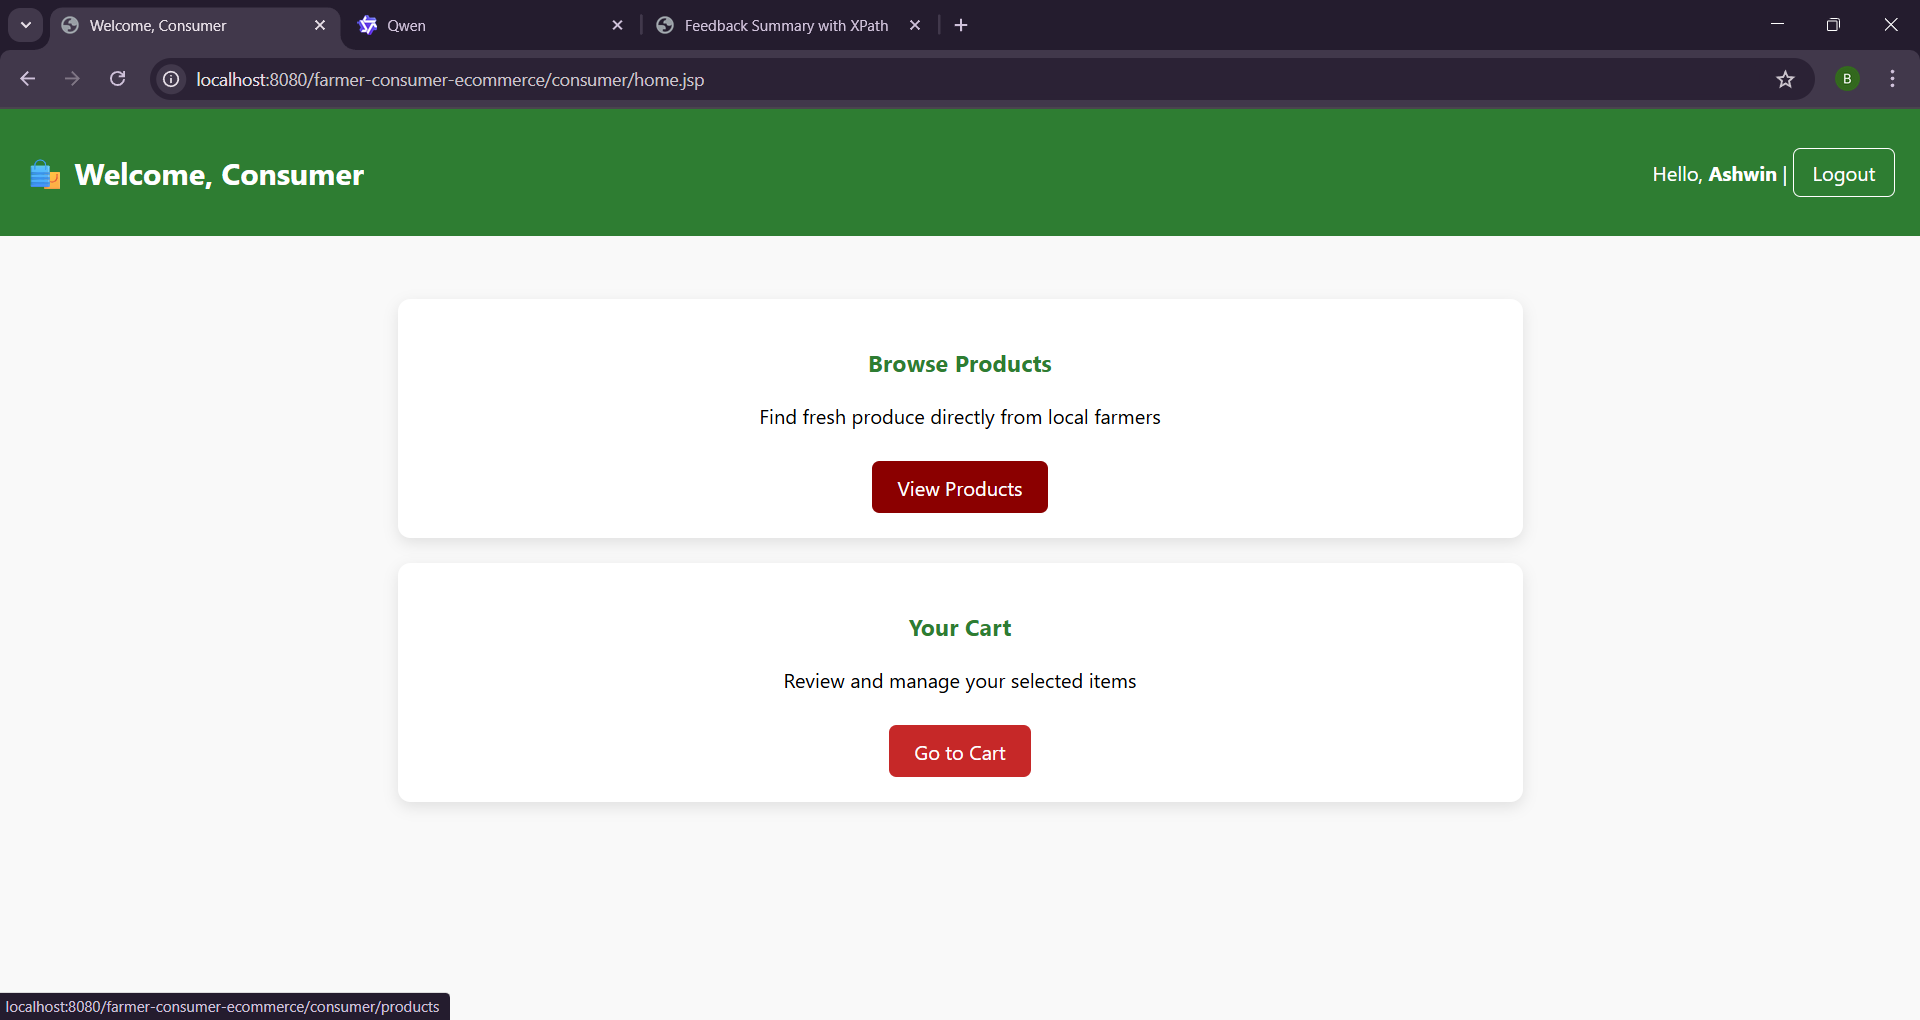 Welcome, Consumer
Qwen
Feedback Summary with XPath
localhost:8080/farmer-consumer-ecommerce/consumer/home.jsp
B
Welcome, Consumer
Hello, Ashwin | Logout
Browse Products
Find fresh produce directly from local farmers
View Products
Your Cart
Review and manage your selected items
Go to Cart
localhost:8080/farmer-consumer-ecommerce/consumer/products